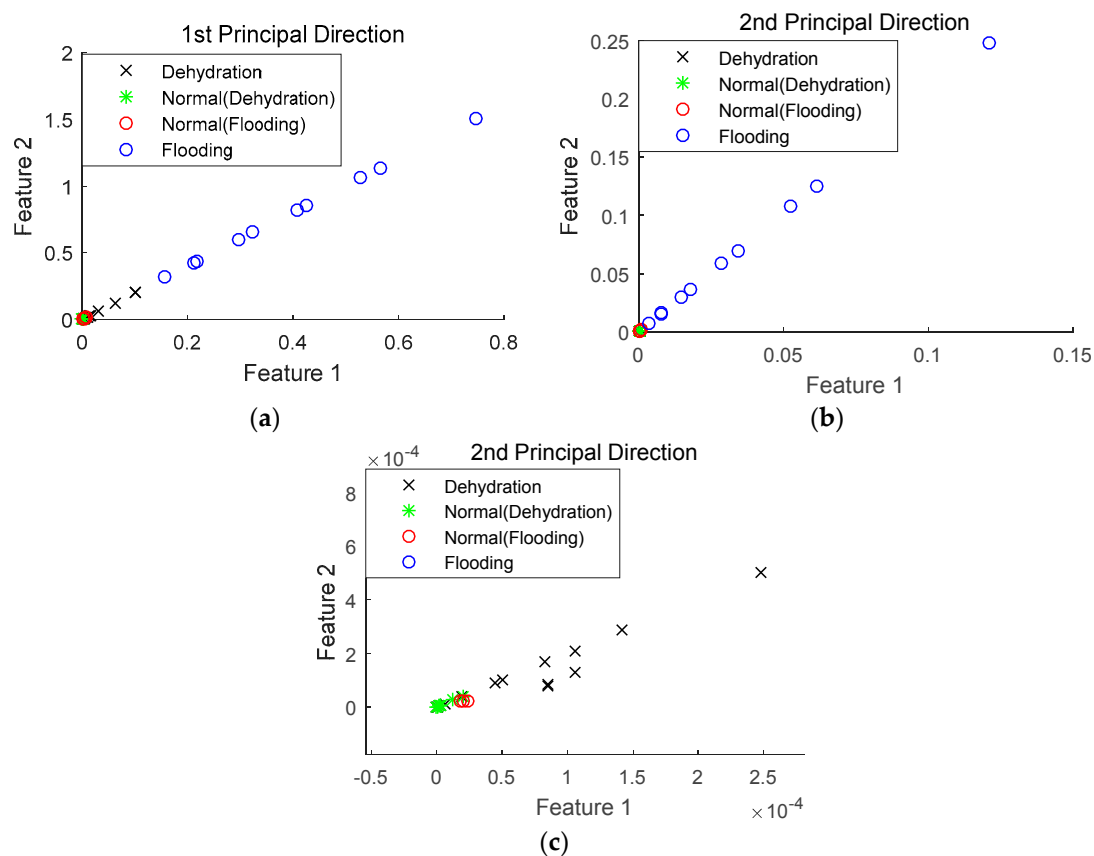 1st Principal Direction
2
1.5
1
0.5
0
Feature 2
Dehydration
Normal(Dehydration)
Normal(Flooding)
Flooding
0 0.2 0.4 0.6 0.8
Feature 1
(a)
2nd Principal Direction
0.25
0.2
0.15
0.1
0.05
0
Feature 2
Dehydration
Normal(Dehydration)
Normal(Flooding)
Flooding
0 0.05 0.1 0.15
Feature 1
(b)
2nd Principal Direction
× 10-4
8
6
4
2
0
Feature 2
Dehydration
Normal(Dehydration)
Normal(Flooding)
Flooding
-0.5 0 0.5 1 1.5 2 2.5
Feature 1
× 10-4
(c)